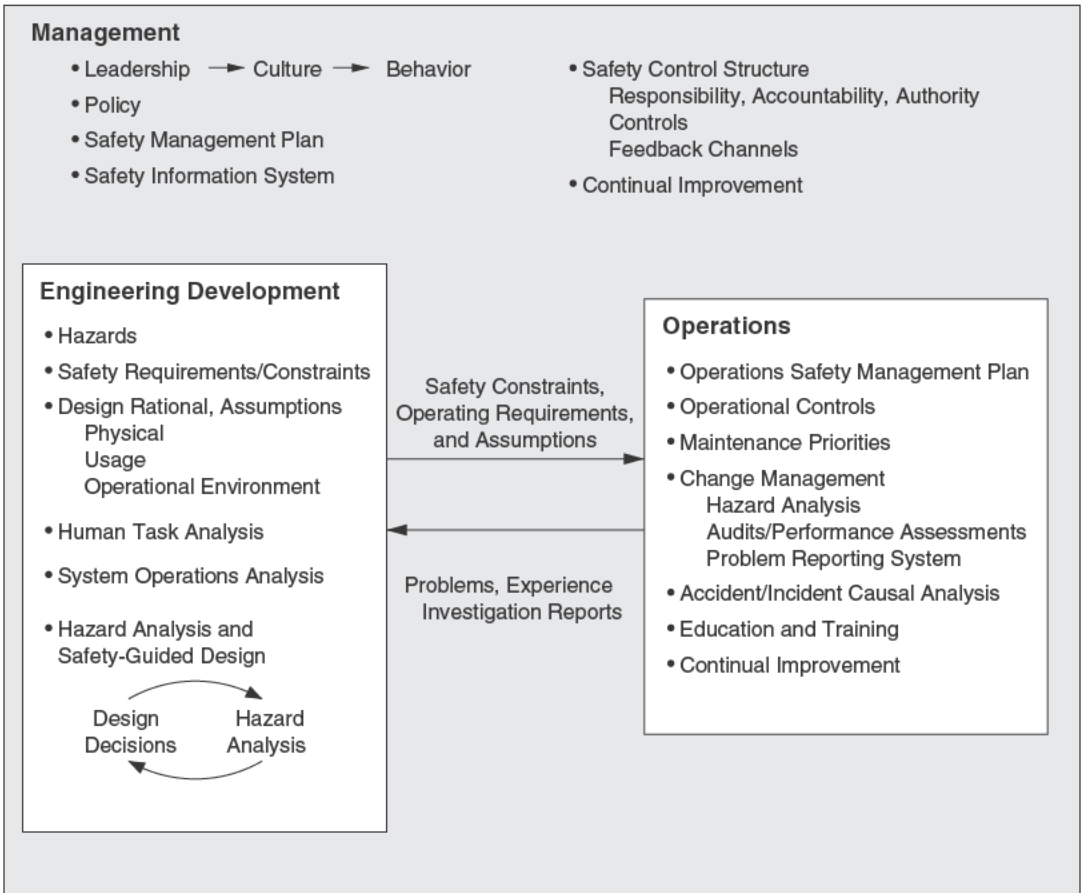 Management
• Leadership → Culture → Behavior
• Policy
• Safety Management Plan
• Safety Information System
• Safety Control Structure
Responsibility, Accountability, Authority
Controls
Feedback Channels
• Continual Improvement
Engineering Development
• Hazards
• Safety Requirements/Constraints
• Design Rational, Assumptions
Physical
Usage
Operational Environment
• Human Task Analysis
• System Operations Analysis
• Hazard Analysis and
Safety-Guided Design
Design
Decisions
Hazard
Analysis
Safety Constraints,
Operating Requirements,
and Assumptions
Problems, Experience
Investigation Reports
Operations
• Operations Safety Management Plan
• Operational Controls
• Maintenance Priorities
• Change Management
Hazard Analysis
Audits/Performance Assessments
Problem Reporting System
• Accident/Incident Causal Analysis
• Education and Training
• Continual Improvement